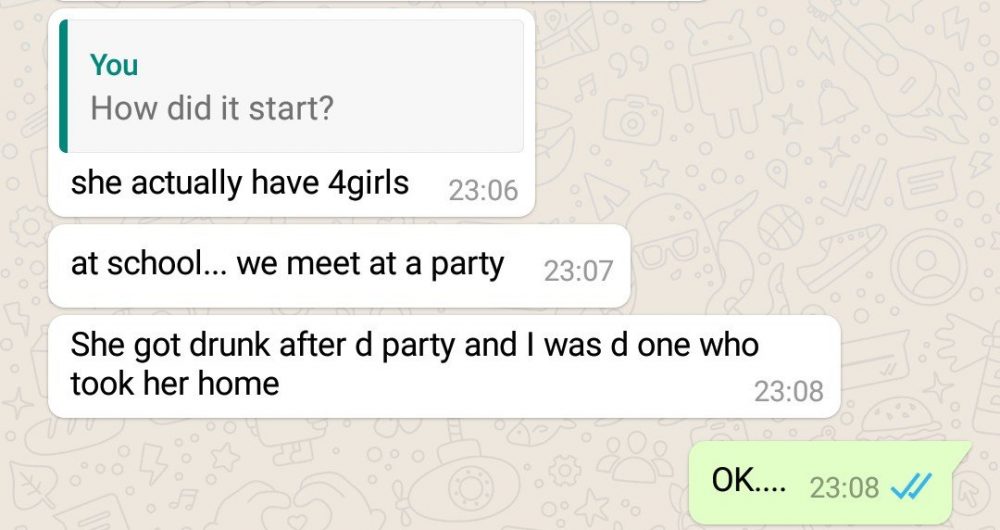 You
How did it start?
she actually have 4girls 23:06
at school... we meet at a party 23:07
She got drunk after d party and I was d one who
took her home 23:08
OK.... 23:08